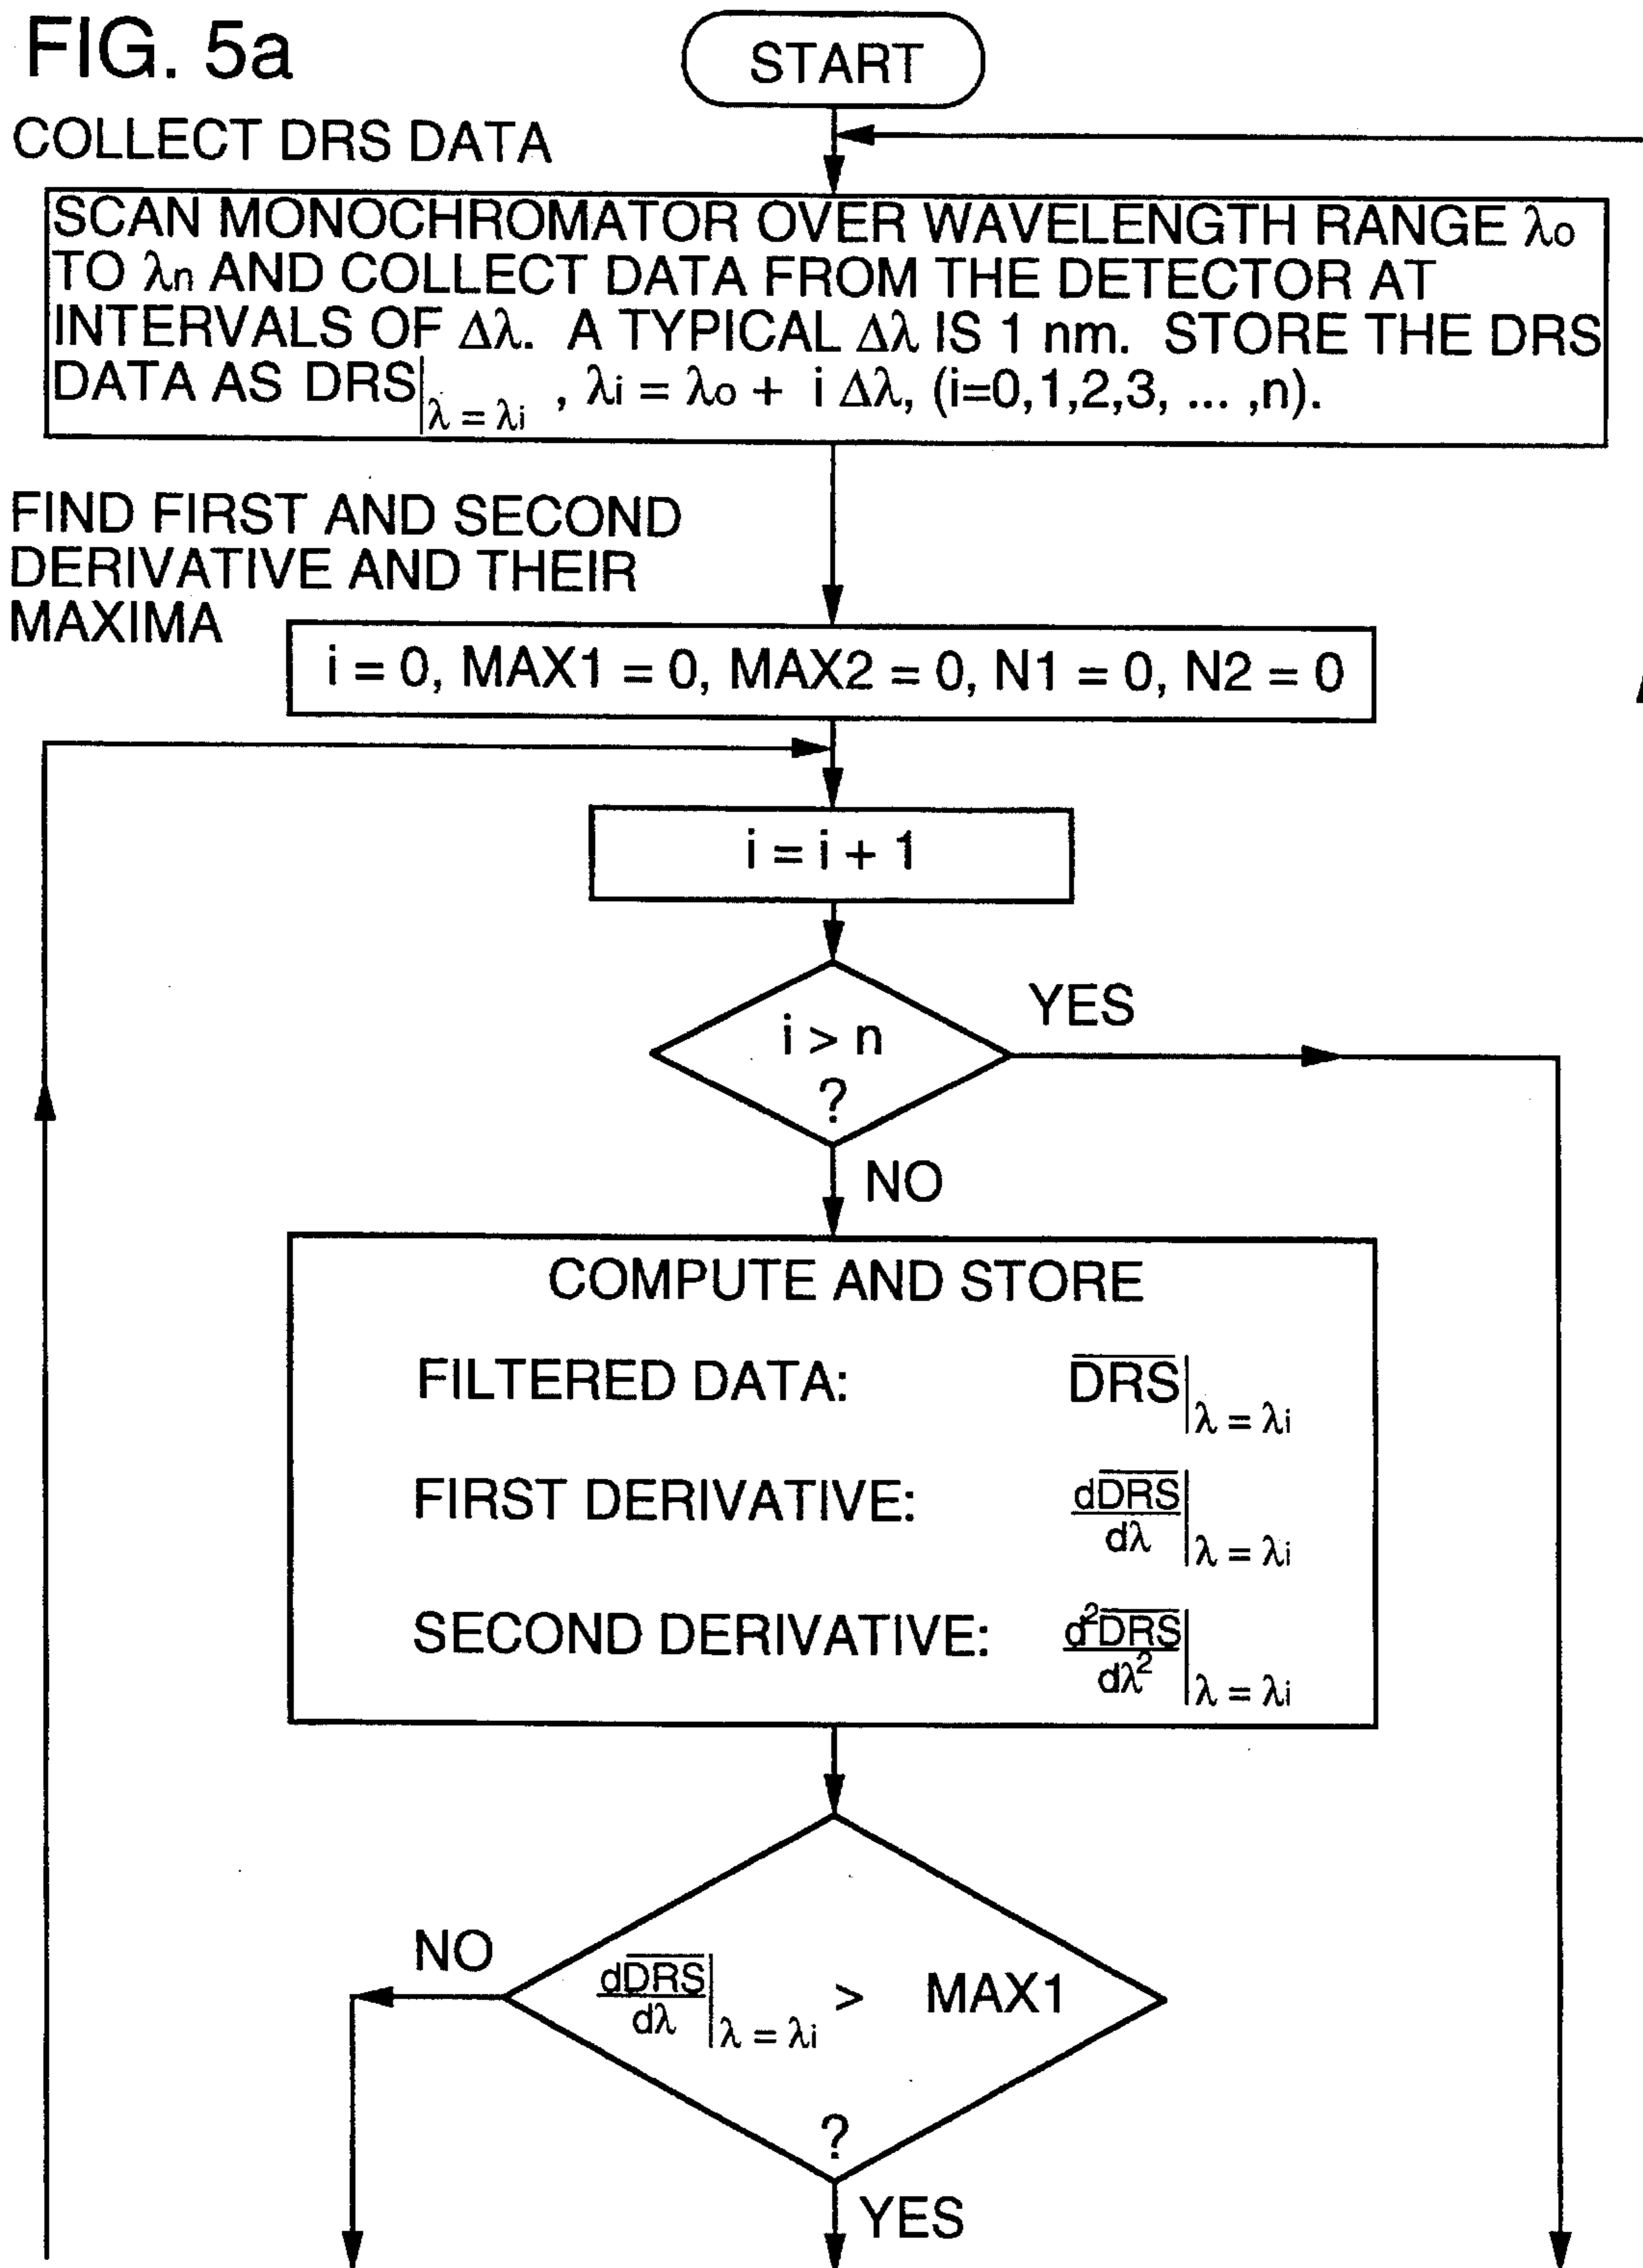 FIG. 5a
START
COLLECT DRS DATA
SCAN MONOCHROMATOR OVER WAVELENGTH RANGE λo
TO λn AND COLLECT DATA FROM THE DETECTOR AT
INTERVALS OF Δλ. A TYPICAL Δλ IS 1 nm. STORE THE DRS
DATA AS DRS|λ = λi , λi = λo + i Δλ, (i=0,1,2,3, ... ,n).
FIND FIRST AND SECOND
DERIVATIVE AND THEIR
MAXIMA
i = 0, MAX1 = 0, MAX2 = 0, N1 = 0, N2 = 0
i = i + 1
i > n
?
YES
NO
COMPUTE AND STORE
FILTERED DATA: D̅R̅S̅|λ = λi
FIRST DERIVATIVE: dD̅R̅S̅/dλ|λ = λi
SECOND DERIVATIVE: d²D̅R̅S̅/dλ²|λ = λi
NO
dD̅R̅S̅/dλ|λ = λi > MAX1
?
YES